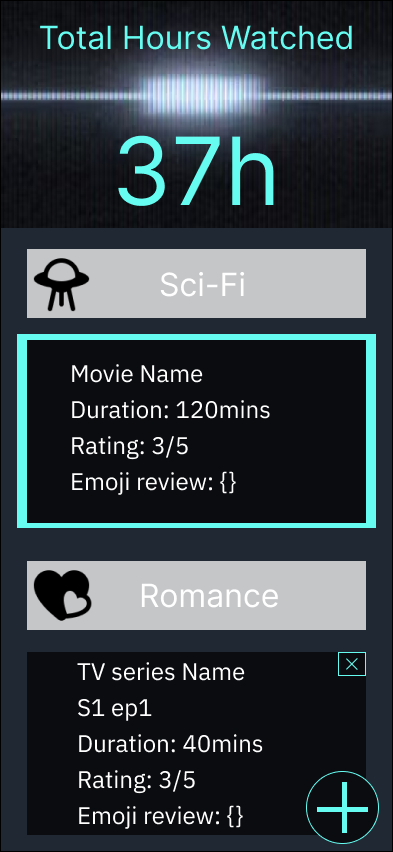 Total Hours Watched
37h
Sci-Fi
Movie Name
Duration: 120mins
Rating: 3/5
Emoji review: {}
Romance
TV series Name
S1 ep1
Duration: 40mins
Rating: 3/5
Emoji review: {}